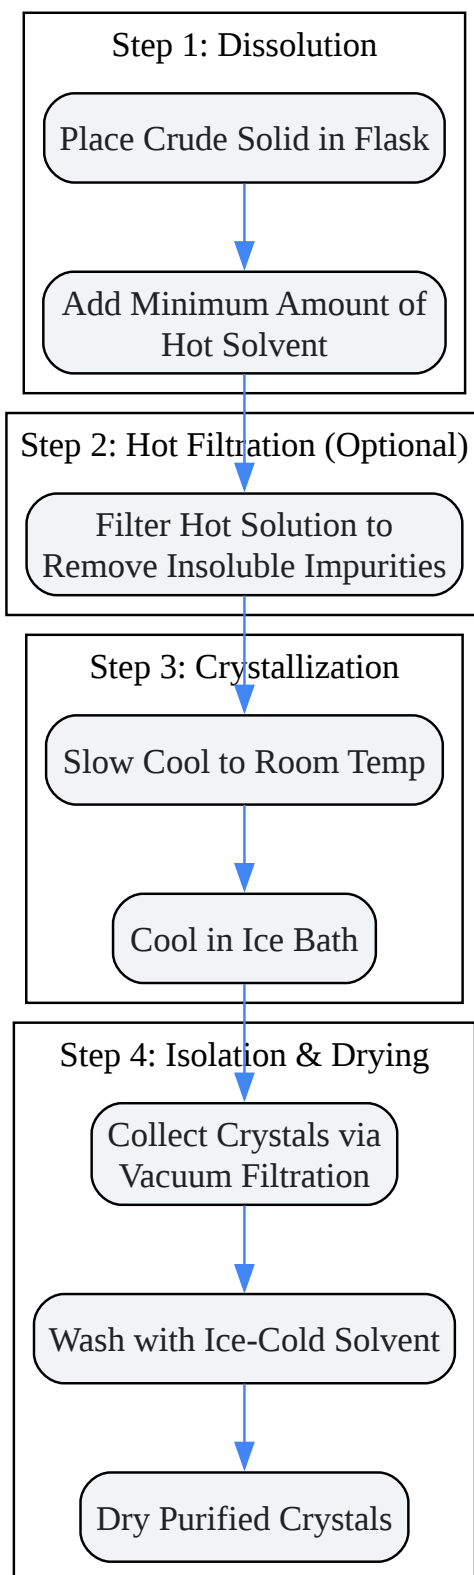 Step 1: Dissolution
Place Crude Solid in Flask
Add Minimum Amount of
Hot Solvent
Step 2: Hot Filtration (Optional)
Filter Hot Solution to
Remove Insoluble Impurities
Step 3: Crystallization
Slow Cool to Room Temp
Cool in Ice Bath
Step 4: Isolation & Drying
Collect Crystals via
Vacuum Filtration
Wash with Ice-Cold Solvent
Dry Purified Crystals